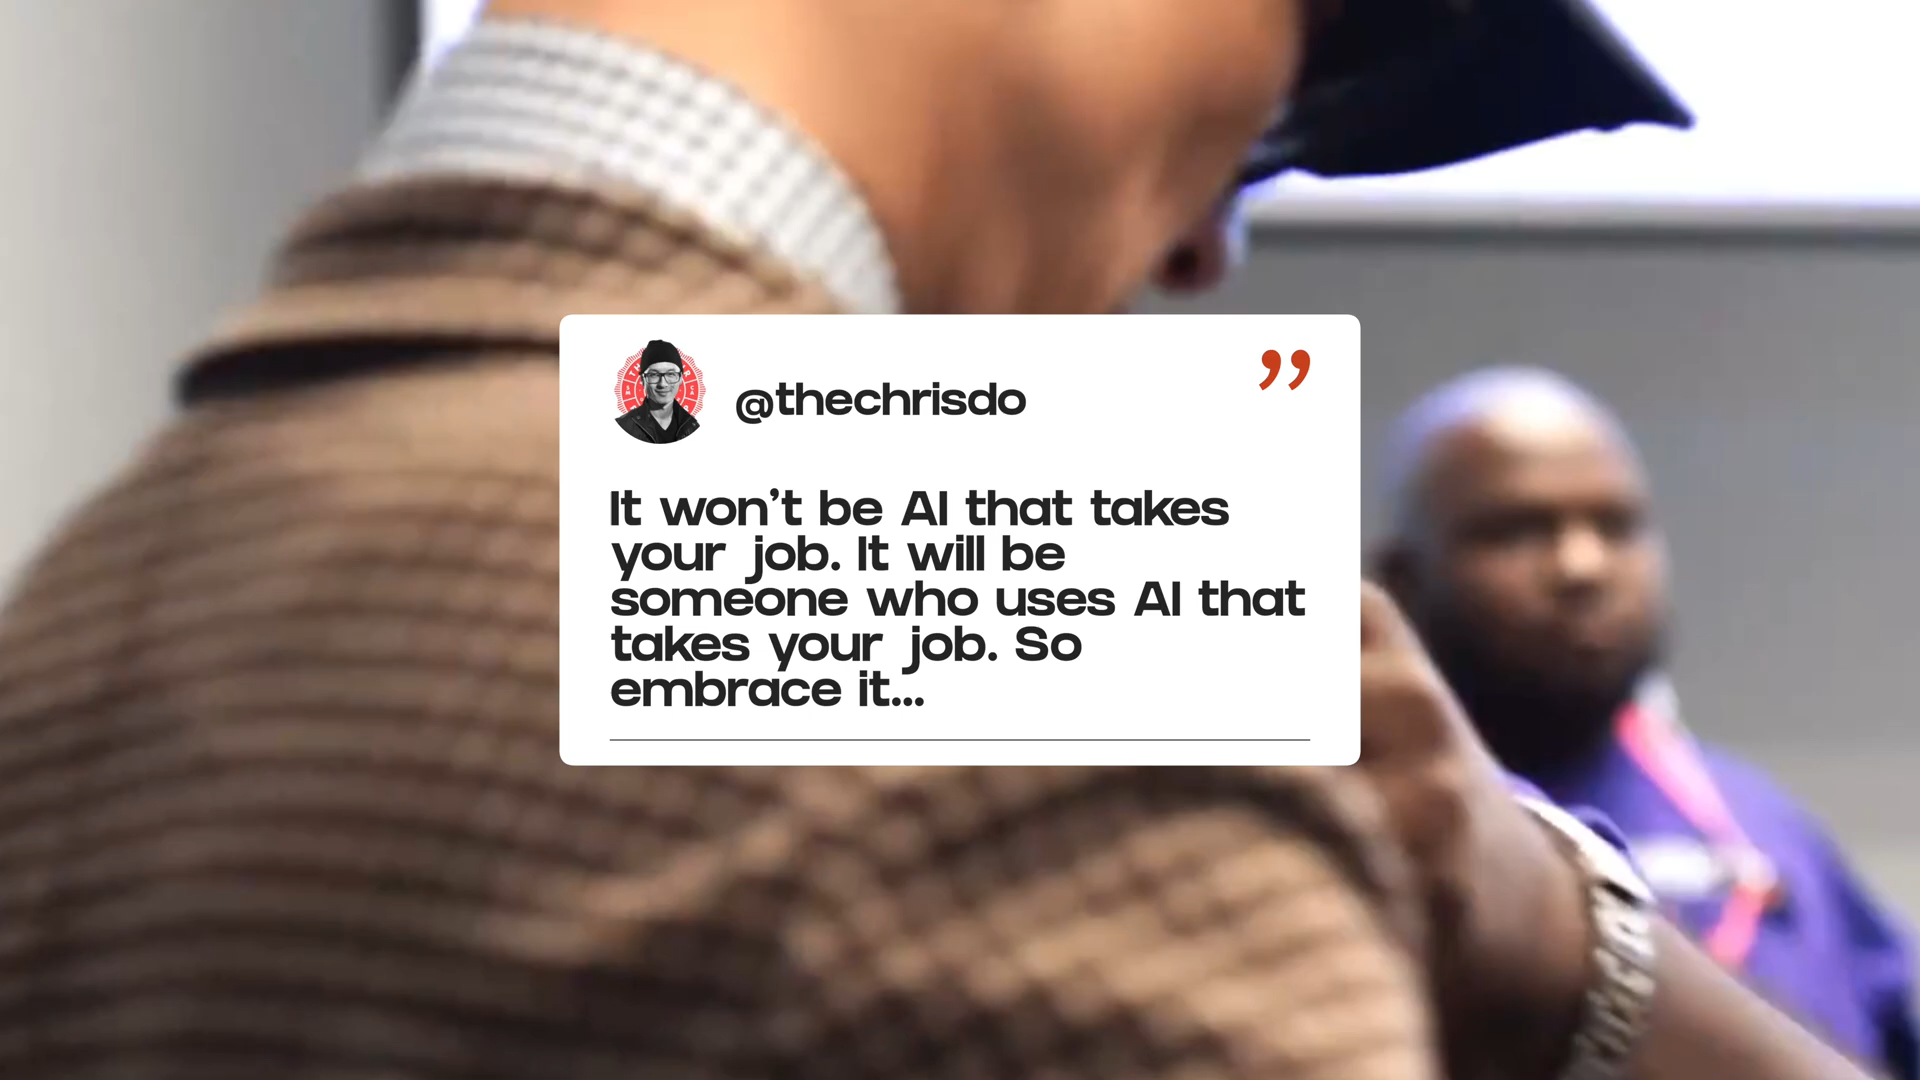 @thechrisdo
”
It won’t be AI that takes
your job. It will be
someone who uses AI that
takes your job. So
embrace it...